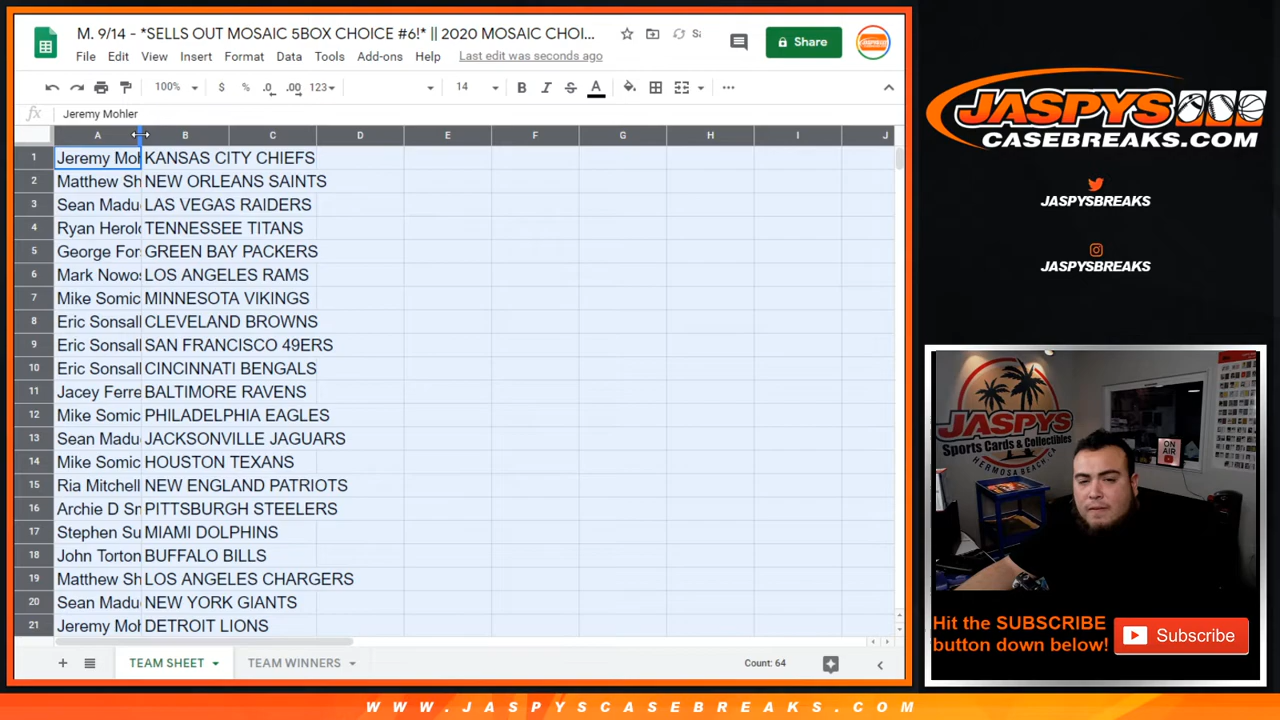 M. 9/14 - *SELLS OUT MOSAIC 5BOX CHOICE #6!* || 2020 MOSAIC CHOI...
File Edit View Insert Format Data Tools Add-ons Help Last edit was seconds ago
Share
100% $ % .0 .00 123 14 B I S A
fx Jeremy Mohler
A B C D E F G H I J
1 Jeremy Moh KANSAS CITY CHIEFS
2 Matthew Sh NEW ORLEANS SAINTS
3 Sean Madu LAS VEGAS RAIDERS
4 Ryan Herold TENNESSEE TITANS
5 George For GREEN BAY PACKERS
6 Mark Nowos LOS ANGELES RAMS
7 Mike Somic MINNESOTA VIKINGS
8 Eric Sonsall CLEVELAND BROWNS
9 Eric Sonsall SAN FRANCISCO 49ERS
10 Eric Sonsall CINCINNATI BENGALS
11 Jacey Ferre BALTIMORE RAVENS
12 Mike Somic PHILADELPHIA EAGLES
13 Sean Madu JACKSONVILLE JAGUARS
14 Mike Somic HOUSTON TEXANS
15 Ria Mitchell NEW ENGLAND PATRIOTS
16 Archie D Sm PITTSBURGH STEELERS
17 Stephen Su MIAMI DOLPHINS
18 John Torton BUFFALO BILLS
19 Matthew Sh LOS ANGELES CHARGERS
20 Sean Madu NEW YORK GIANTS
21 Jeremy Moh DETROIT LIONS
TEAM SHEET TEAM WINNERS Count: 64
JASPYS
CASEBREAKS.COM
JASPYSBREAKS
JASPYSBREAKS
JASPYS
Sports Cards & Collectibles
HERMOSA BEACH, CA
ON AIR
Hit the SUBSCRIBE
button down below!
Subscribe
WWW.JASPYSCASEBREAKS.COM